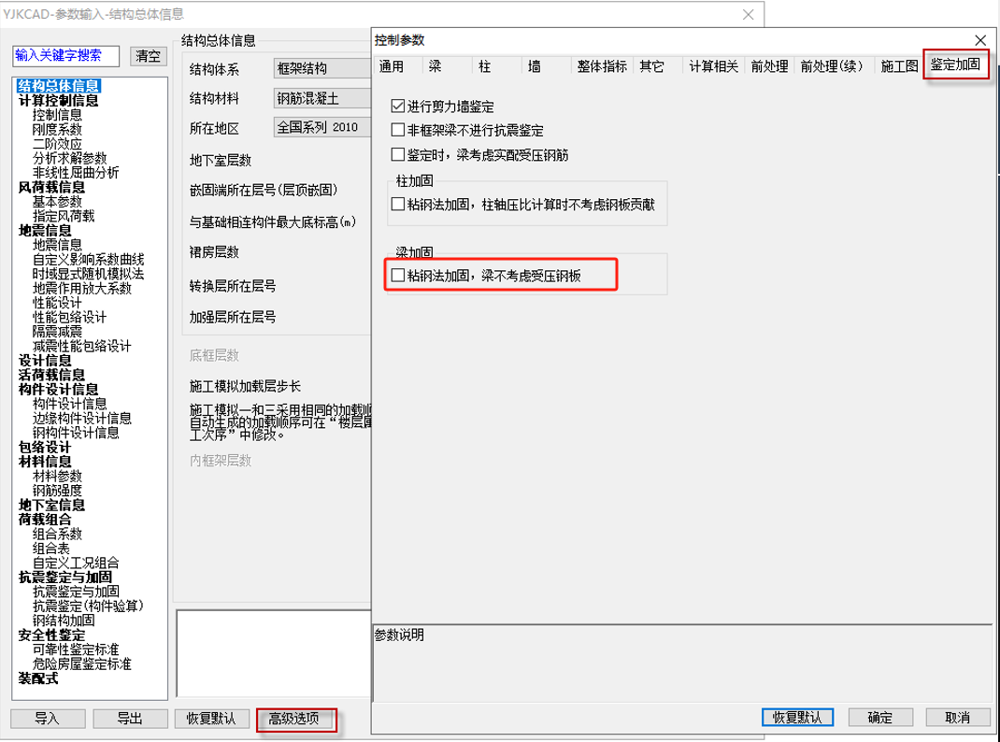 YJKCAD-参数输入-结构总体信息
输入关键字搜索
清空
结构总体信息
计算控制信息
控制信息
刚度系数
二阶效应
分析求解参数
非线性屈曲分析
风荷载信息
基本参数
指定风荷载
地震信息
地震信息
自定义影响系数曲线
时域显式随机模拟法
地震作用放大系数
性能设计
性能包络设计
隔震减震
减震性能包络设计
设计信息
活荷载信息
构件设计信息
构件设计信息
边缘构件设计信息
钢构件设计信息
包络设计
材料信息
材料参数
钢筋强度
地下室信息
荷载组合
组合系数
组合表
自定义工况组合
抗震鉴定与加固
抗震鉴定与加固
抗震鉴定(构件验算)
钢结构加固
安全性鉴定
可靠性鉴定标准
危险房屋鉴定标准
装配式
导入
导出
恢复默认
高级选项
结构总体信息
结构体系
框架结构
结构材料
钢筋混凝土
所在地区
全国系列 2010
地下室层数
嵌固端所在层号(层顶嵌固)
与基础相连构件最大底标高(m)
裙房层数
转换层所在层号
加强层所在层号
底框层数
施工模拟加载层步长
施工模拟一和三采用相同的加载顺
自动生成的加载顺序可在“楼层属
工次序”中修改。
内框架层数
控制参数
通用
梁
柱
墙
整体指标
其它
计算相关
前处理
前处理(续)
施工图
鉴定加固
进行剪力墙鉴定
非框架梁不进行抗震鉴定
鉴定时，梁考虑实配受压钢筋
柱加固
粘钢法加固，柱轴压比计算时不考虑钢板贡献
梁加固
粘钢法加固，梁不考虑受压钢板
参数说明
恢复默认
确定
取消